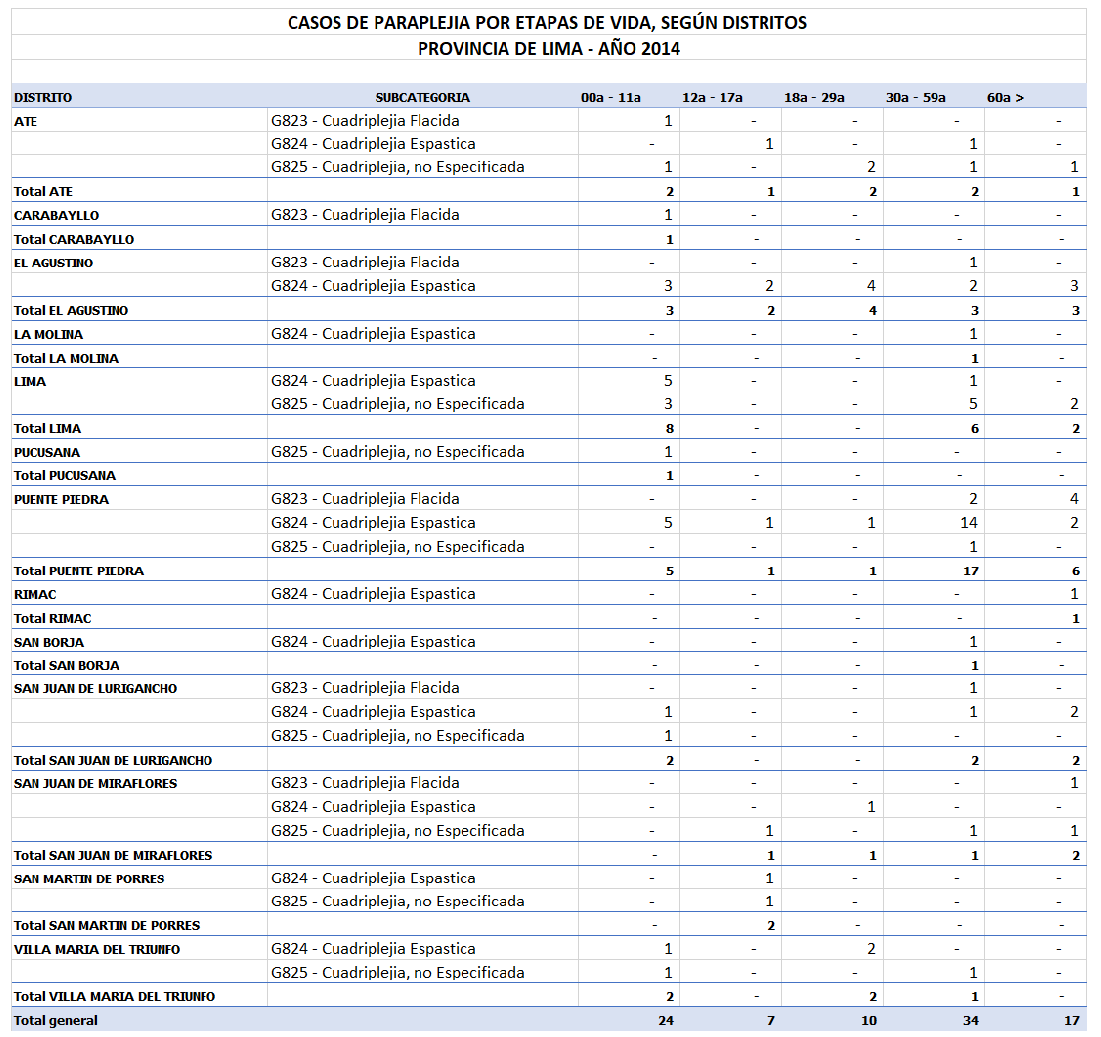 CASOS DE PARAPLEJIA POR ETAPAS DE VIDA, SEGÚN DISTRITOS
PROVINCIA DE LIMA - AÑO 2014
DISTRITO SUBCATEGORIA 00a - 11a 12a - 17a 18a - 29a 30a - 59a 60a >
ATE G823 - Cuadriplejia Flacida 1 - - - -
G824 - Cuadriplejia Espastica - 1 - 1 -
G825 - Cuadriplejia, no Especificada 1 - 2 1 1
Total ATE 2 1 2 2 1
CARABAYLLO G823 - Cuadriplejia Flacida 1 - - - -
Total CARABAYLLO 1 - - - -
EL AGUSTINO G823 - Cuadriplejia Flacida - - - 1 -
G824 - Cuadriplejia Espastica 3 2 4 2 3
Total EL AGUSTINO 3 2 4 3 3
LA MOLINA G824 - Cuadriplejia Espastica - - - 1 -
Total LA MOLINA - - - 1 -
LIMA G824 - Cuadriplejia Espastica 5 - - 1 -
G825 - Cuadriplejia, no Especificada 3 - - 5 2
Total LIMA 8 - - 6 2
PUCUSANA G825 - Cuadriplejia, no Especificada 1 - - - -
Total PUCUSANA 1 - - - -
PUENTE PIEDRA G823 - Cuadriplejia Flacida - - - 2 4
G824 - Cuadriplejia Espastica 5 1 1 14 2
G825 - Cuadriplejia, no Especificada - - - 1 -
Total PUENTE PIEDRA 5 1 1 17 6
RIMAC G824 - Cuadriplejia Espastica - - - - 1
Total RIMAC - - - - 1
SAN BORJA G824 - Cuadriplejia Espastica - - - 1 -
Total SAN BORJA - - - 1 -
SAN JUAN DE LURIGANCHO G823 - Cuadriplejia Flacida - - - 1 -
G824 - Cuadriplejia Espastica 1 - - 1 2
G825 - Cuadriplejia, no Especificada 1 - - - -
Total SAN JUAN DE LURIGANCHO 2 - - 2 2
SAN JUAN DE MIRAFLORES G823 - Cuadriplejia Flacida - - - - 1
G824 - Cuadriplejia Espastica - - 1 - -
G825 - Cuadriplejia, no Especificada - 1 - 1 1
Total SAN JUAN DE MIRAFLORES - 1 1 1 2
SAN MARTIN DE PORRES G824 - Cuadriplejia Espastica - 1 - - -
G825 - Cuadriplejia, no Especificada - 1 - - -
Total SAN MARTIN DE PORRES - 2 - - -
VILLA MARIA DEL TRIUNFO G824 - Cuadriplejia Espastica 1 - 2 - -
G825 - Cuadriplejia, no Especificada 1 - - 1 -
Total VILLA MARIA DEL TRIUNFO 2 - 2 1 -
Total general 24 7 10 34 17